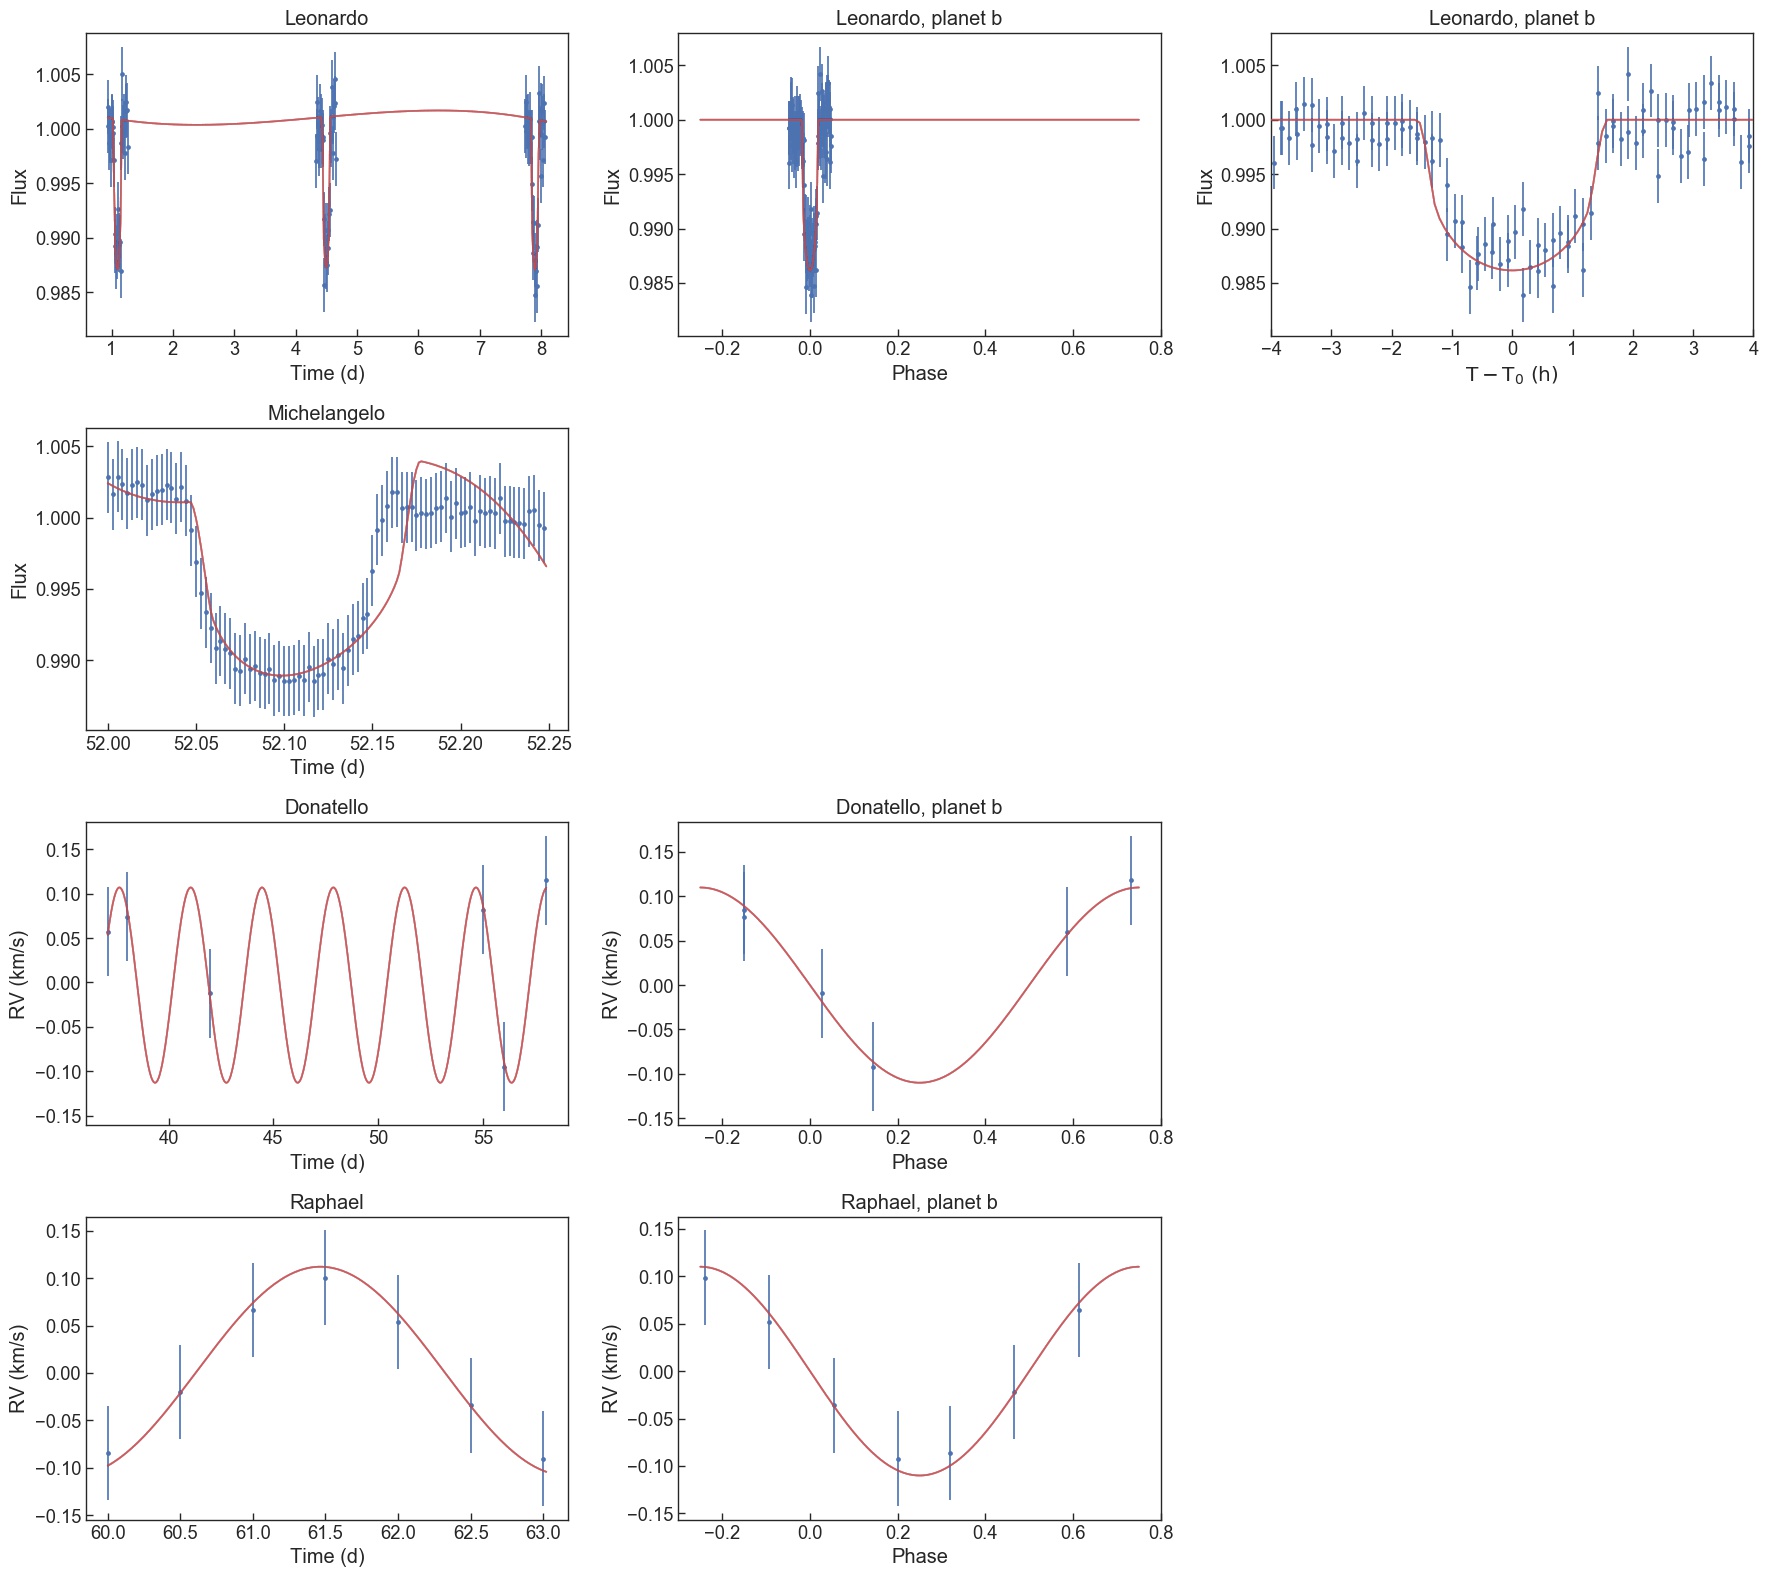 Leonardo
1.005
1.000
0.995
0.990
0.985
Flux
1 2 3 4 5 6 7 8
Time (d)
Leonardo, planet b
1.005
1.000
0.995
0.990
0.985
Flux
−0.2 0.0 0.2 0.4 0.6 0.8
Phase
Leonardo, planet b
1.005
1.000
0.995
0.990
0.985
Flux
−4 −3 −2 −1 0 1 2 3 4
T − T₀ (h)
Michelangelo
1.005
1.000
0.995
0.990
Flux
52.00 52.05 52.10 52.15 52.20 52.25
Time (d)
Donatello
0.15
0.10
0.05
0.00
−0.05
−0.10
−0.15
RV (km/s)
40 45 50 55
Time (d)
Donatello, planet b
0.15
0.10
0.05
0.00
−0.05
−0.10
−0.15
RV (km/s)
−0.2 0.0 0.2 0.4 0.6 0.8
Phase
Raphael
0.15
0.10
0.05
0.00
−0.05
−0.10
−0.15
RV (km/s)
60.0 60.5 61.0 61.5 62.0 62.5 63.0
Time (d)
Raphael, planet b
0.15
0.10
0.05
0.00
−0.05
−0.10
−0.15
RV (km/s)
−0.2 0.0 0.2 0.4 0.6 0.8
Phase